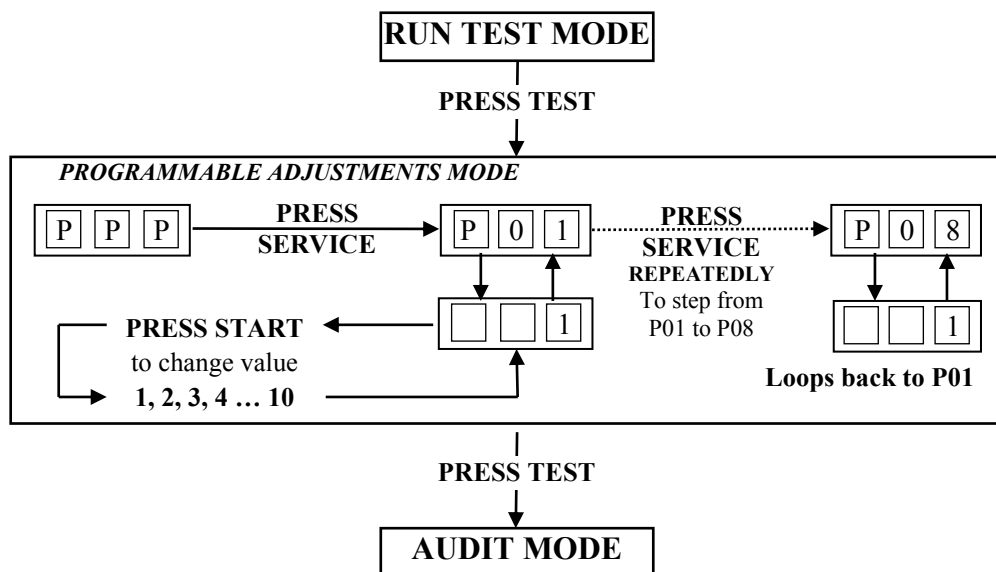 RUN TEST MODE
PRESS TEST
PROGRAMMABLE ADJUSTMENTS MODE
P P P
PRESS
SERVICE
P 0 1
PRESS
SERVICE
REPEATEDLY
To step from
P01 to P08
P 0 8
1
1
PRESS START
to change value
1, 2, 3, 4 … 10
Loops back to P01
PRESS TEST
AUDIT MODE